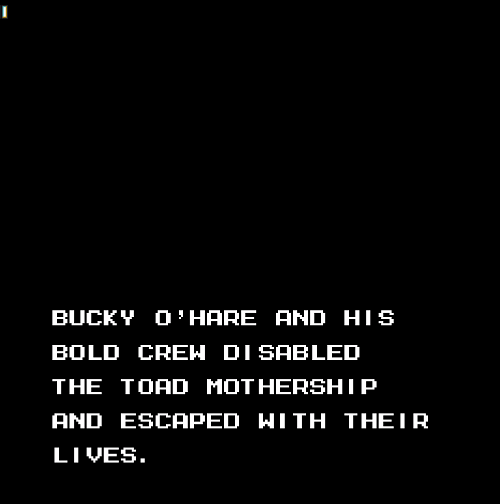 BUCKY O'HARE AND HIS
BOLD CREW DISABLED
THE TOAD MOTHERSHIP
AND ESCAPED WITH THEIR
LIVES.